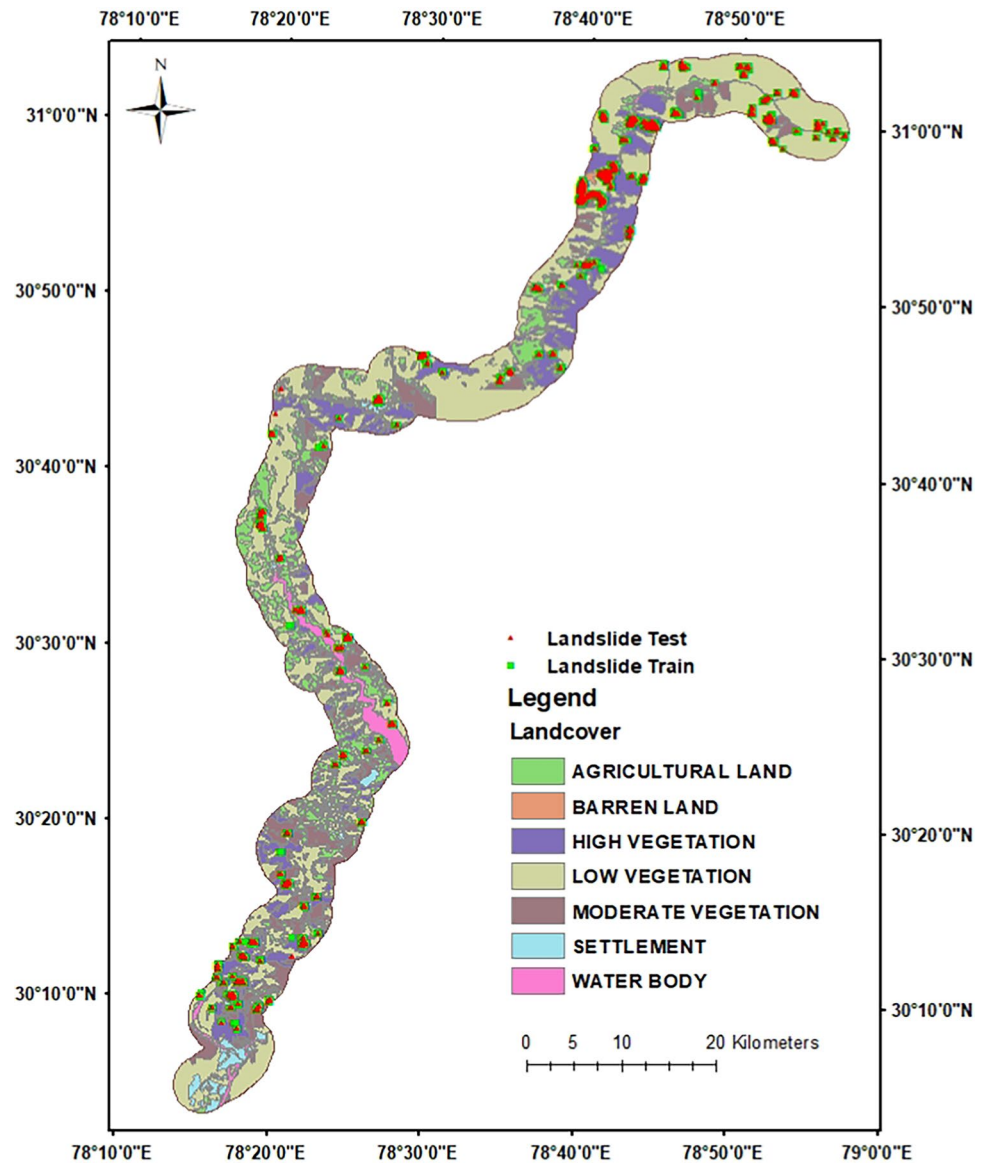 78°10'0"E 78°20'0"E 78°30'0"E 78°40'0"E 78°50'0"E
N
31°0'0"N
31°0'0"N
30°50'0"N
30°50'0"N
30°40'0"N
30°40'0"N
30°30'0"N
30°30'0"N
30°20'0"N
30°20'0"N
30°10'0"N
30°10'0"N
Landslide Test
Landslide Train
Legend
Landcover
AGRICULTURAL LAND
BARREN LAND
HIGH VEGETATION
LOW VEGETATION
MODERATE VEGETATION
SETTLEMENT
WATER BODY
0 5 10 20 Kilometers
78°10'0"E 78°20'0"E 78°30'0"E 78°40'0"E 78°50'0"E 79°0'0"E